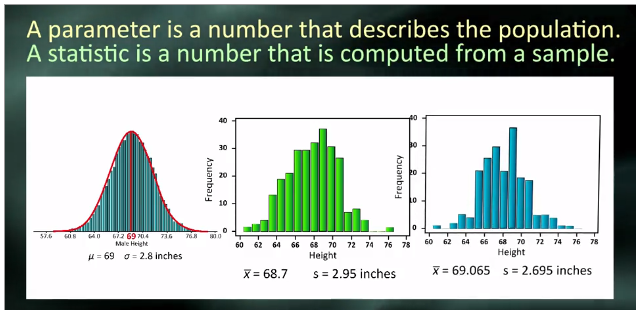 A parameter is a number that describes the population.
A statistic is a number that is computed from a sample.
57.6 60.8 64.0 67.2 69 70.4 73.6 76.8 80.0
Male Height
μ = 69 σ = 2.8 inches
Frequency
40
30
20
10
0
60 62 64 66 68 70 72 74 76 78
Height
x̅ = 68.7 s = 2.95 inches
Frequency
40
30
20
10
0
60 62 64 66 68 70 72 74 76 78
Height
x̅ = 69.065 s = 2.695 inches